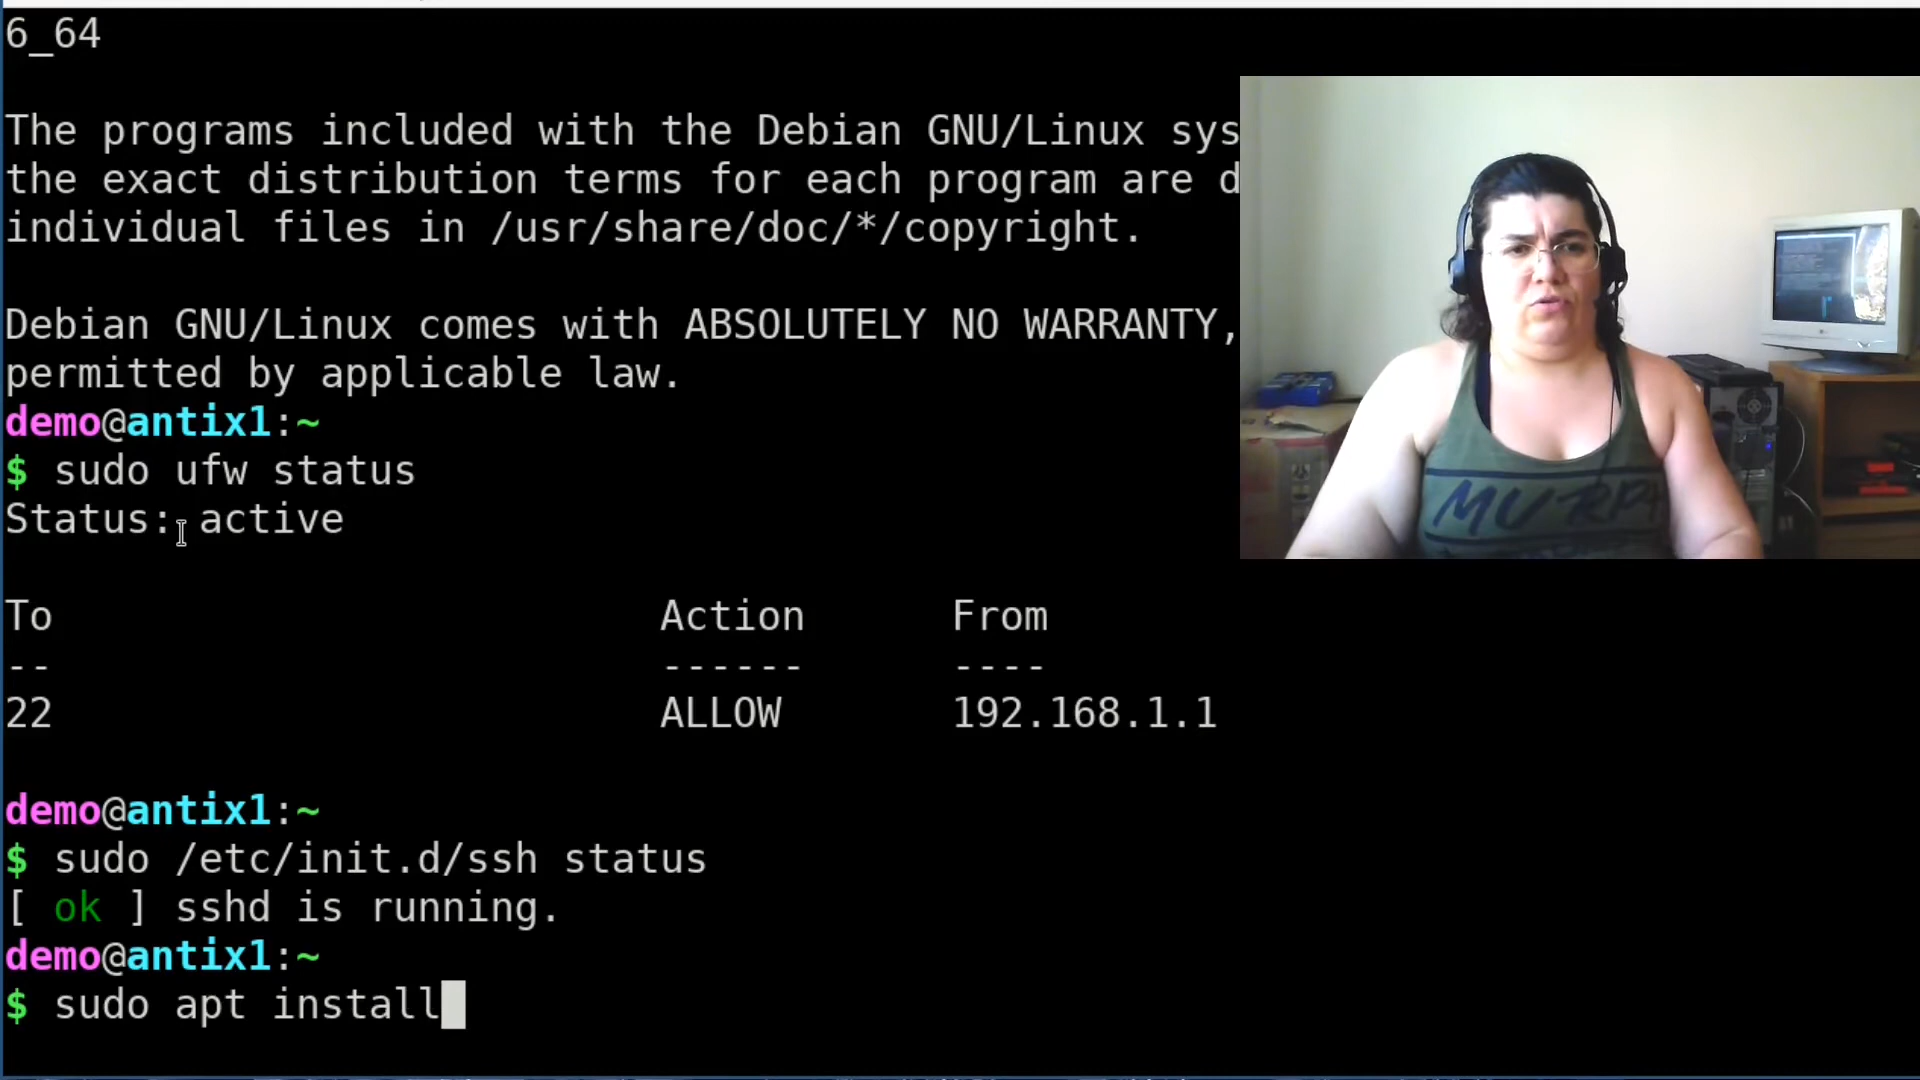 6_64
The programs included with the Debian GNU/Linux sys
the exact distribution terms for each program are d
individual files in /usr/share/doc/*/copyright.
Debian GNU/Linux comes with ABSOLUTELY NO WARRANTY,
permitted by applicable law.
demo@antix1:~
$ sudo ufw status
Status: active
To Action From
-- ------ ----
22 ALLOW 192.168.1.1
demo@antix1:~
$ sudo /etc/init.d/ssh status
[ ok ] sshd is running.
demo@antix1:~
$ sudo apt install
MURPH